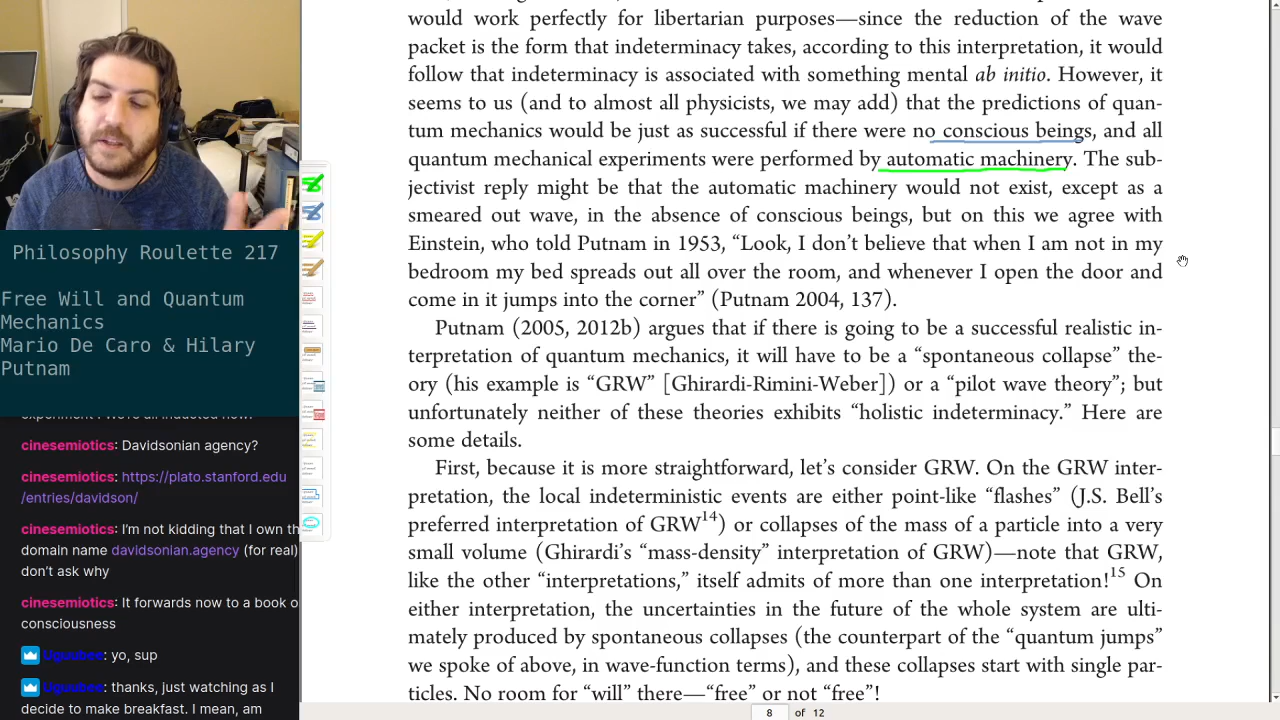 would work perfectly for libertarian purposes—since the reduction of the wave
packet is the form that indeterminacy takes, according to this interpretation, it would
follow that indeterminacy is associated with something mental ab initio. However, it
seems to us (and to almost all physicists, we may add) that the predictions of quan-
tum mechanics would be just as successful if there were no conscious beings, and all
quantum mechanical experiments were performed by automatic machinery. The sub-
jectivist reply might be that the automatic machinery would not exist, except as a
smeared out wave, in the absence of conscious beings, but on this we agree with
Einstein, who told Putnam in 1953, “Look, I don’t believe that when I am not in my
bedroom my bed spreads out all over the room, and whenever I open the door and
come in it jumps into the corner” (Putnam 2004, 137).
Putnam (2005, 2012b) argues that if there is going to be a successful realistic in-
terpretation of quantum mechanics, it will have to be a “spontaneous collapse” the-
ory (his example is “GRW” [Ghirardi-Rimini-Weber]) or a “pilot wave theory”; but
unfortunately neither of these theories exhibits “holistic indeterminacy.” Here are
some details.
First, because it is more straightforward, let’s consider GRW. On the GRW inter-
pretation, the local indeterministic events are either point-like “flashes” (J.S. Bell’s
preferred interpretation of GRW14) or collapses of the mass of a particle into a very
small volume (Ghirardi’s “mass-density” interpretation of GRW)—note that GRW,
like the other “interpretations,” itself admits of more than one interpretation!15 On
either interpretation, the uncertainties in the future of the whole system are ulti-
mately produced by spontaneous collapses (the counterpart of the “quantum jumps”
we spoke of above, in wave-function terms), and these collapses start with single par-
ticles. No room for “will” there—“free” or not “free”!
8 of 12
Philosophy Roulette 217
Free Will and Quantum
Mechanics
Mario De Caro & Hilary
Putnam
cinesemiotics: Davidsonian agency?
cinesemiotics: https://plato.stanford.edu
/entries/davidson/
cinesemiotics: I’m not kidding that I own th
domain name davidsonian.agency (for real)
don’t ask why
cinesemiotics: It forwards now to a book o
consciousness
: yo, sup
: thanks, just watching as I
decide to make breakfast. I mean, am